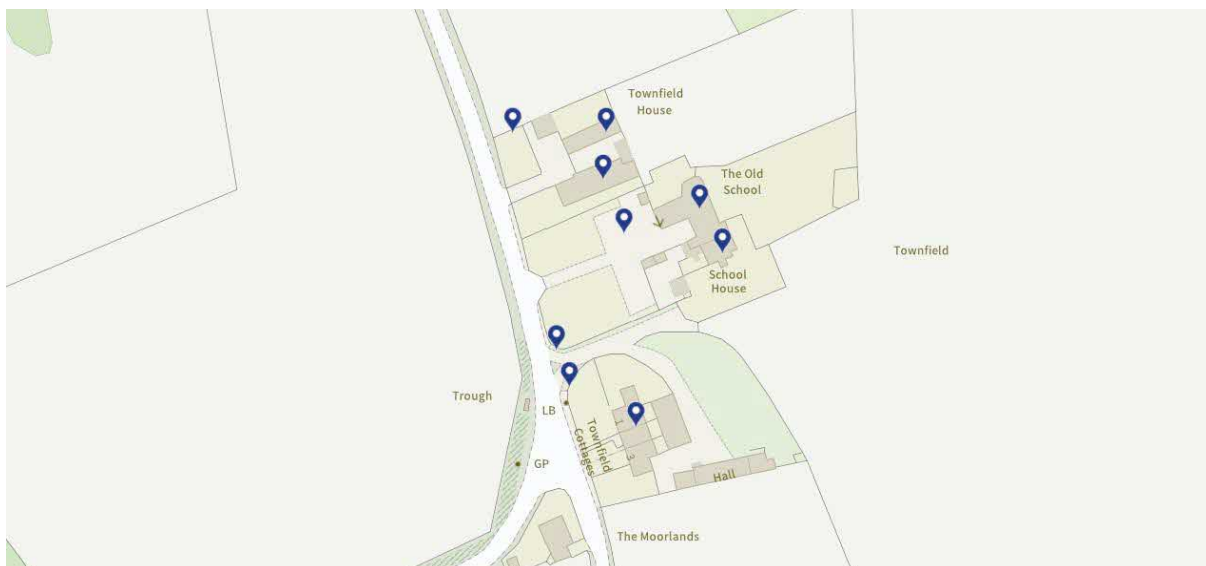 Townfield
House
The Old
School
Townfield
School
House
Trough
LB
Townfield
Cottages
1
3
GP
Hall
The Moorlands